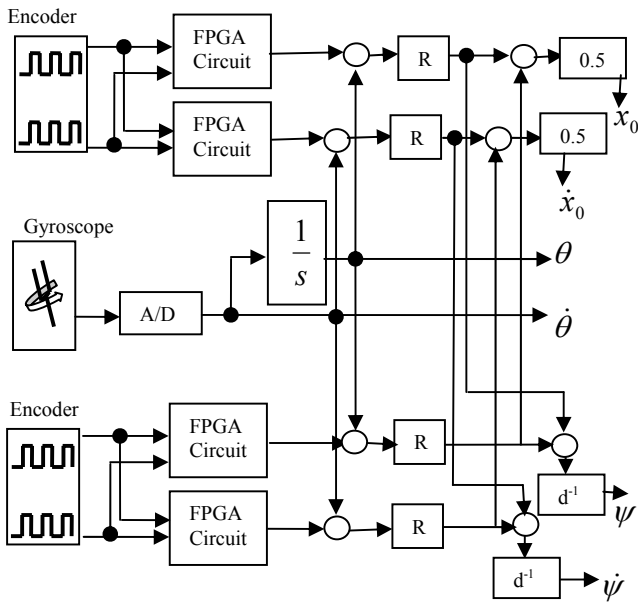 Encoder
FPGA
Circuit
R
0.5
x₀
FPGA
Circuit
R
0.5
ẋ₀
Gyroscope
1
s
θ
A/D
θ̇
Encoder
FPGA
Circuit
R
d⁻¹
ψ
FPGA
Circuit
R
d⁻¹
ψ̇